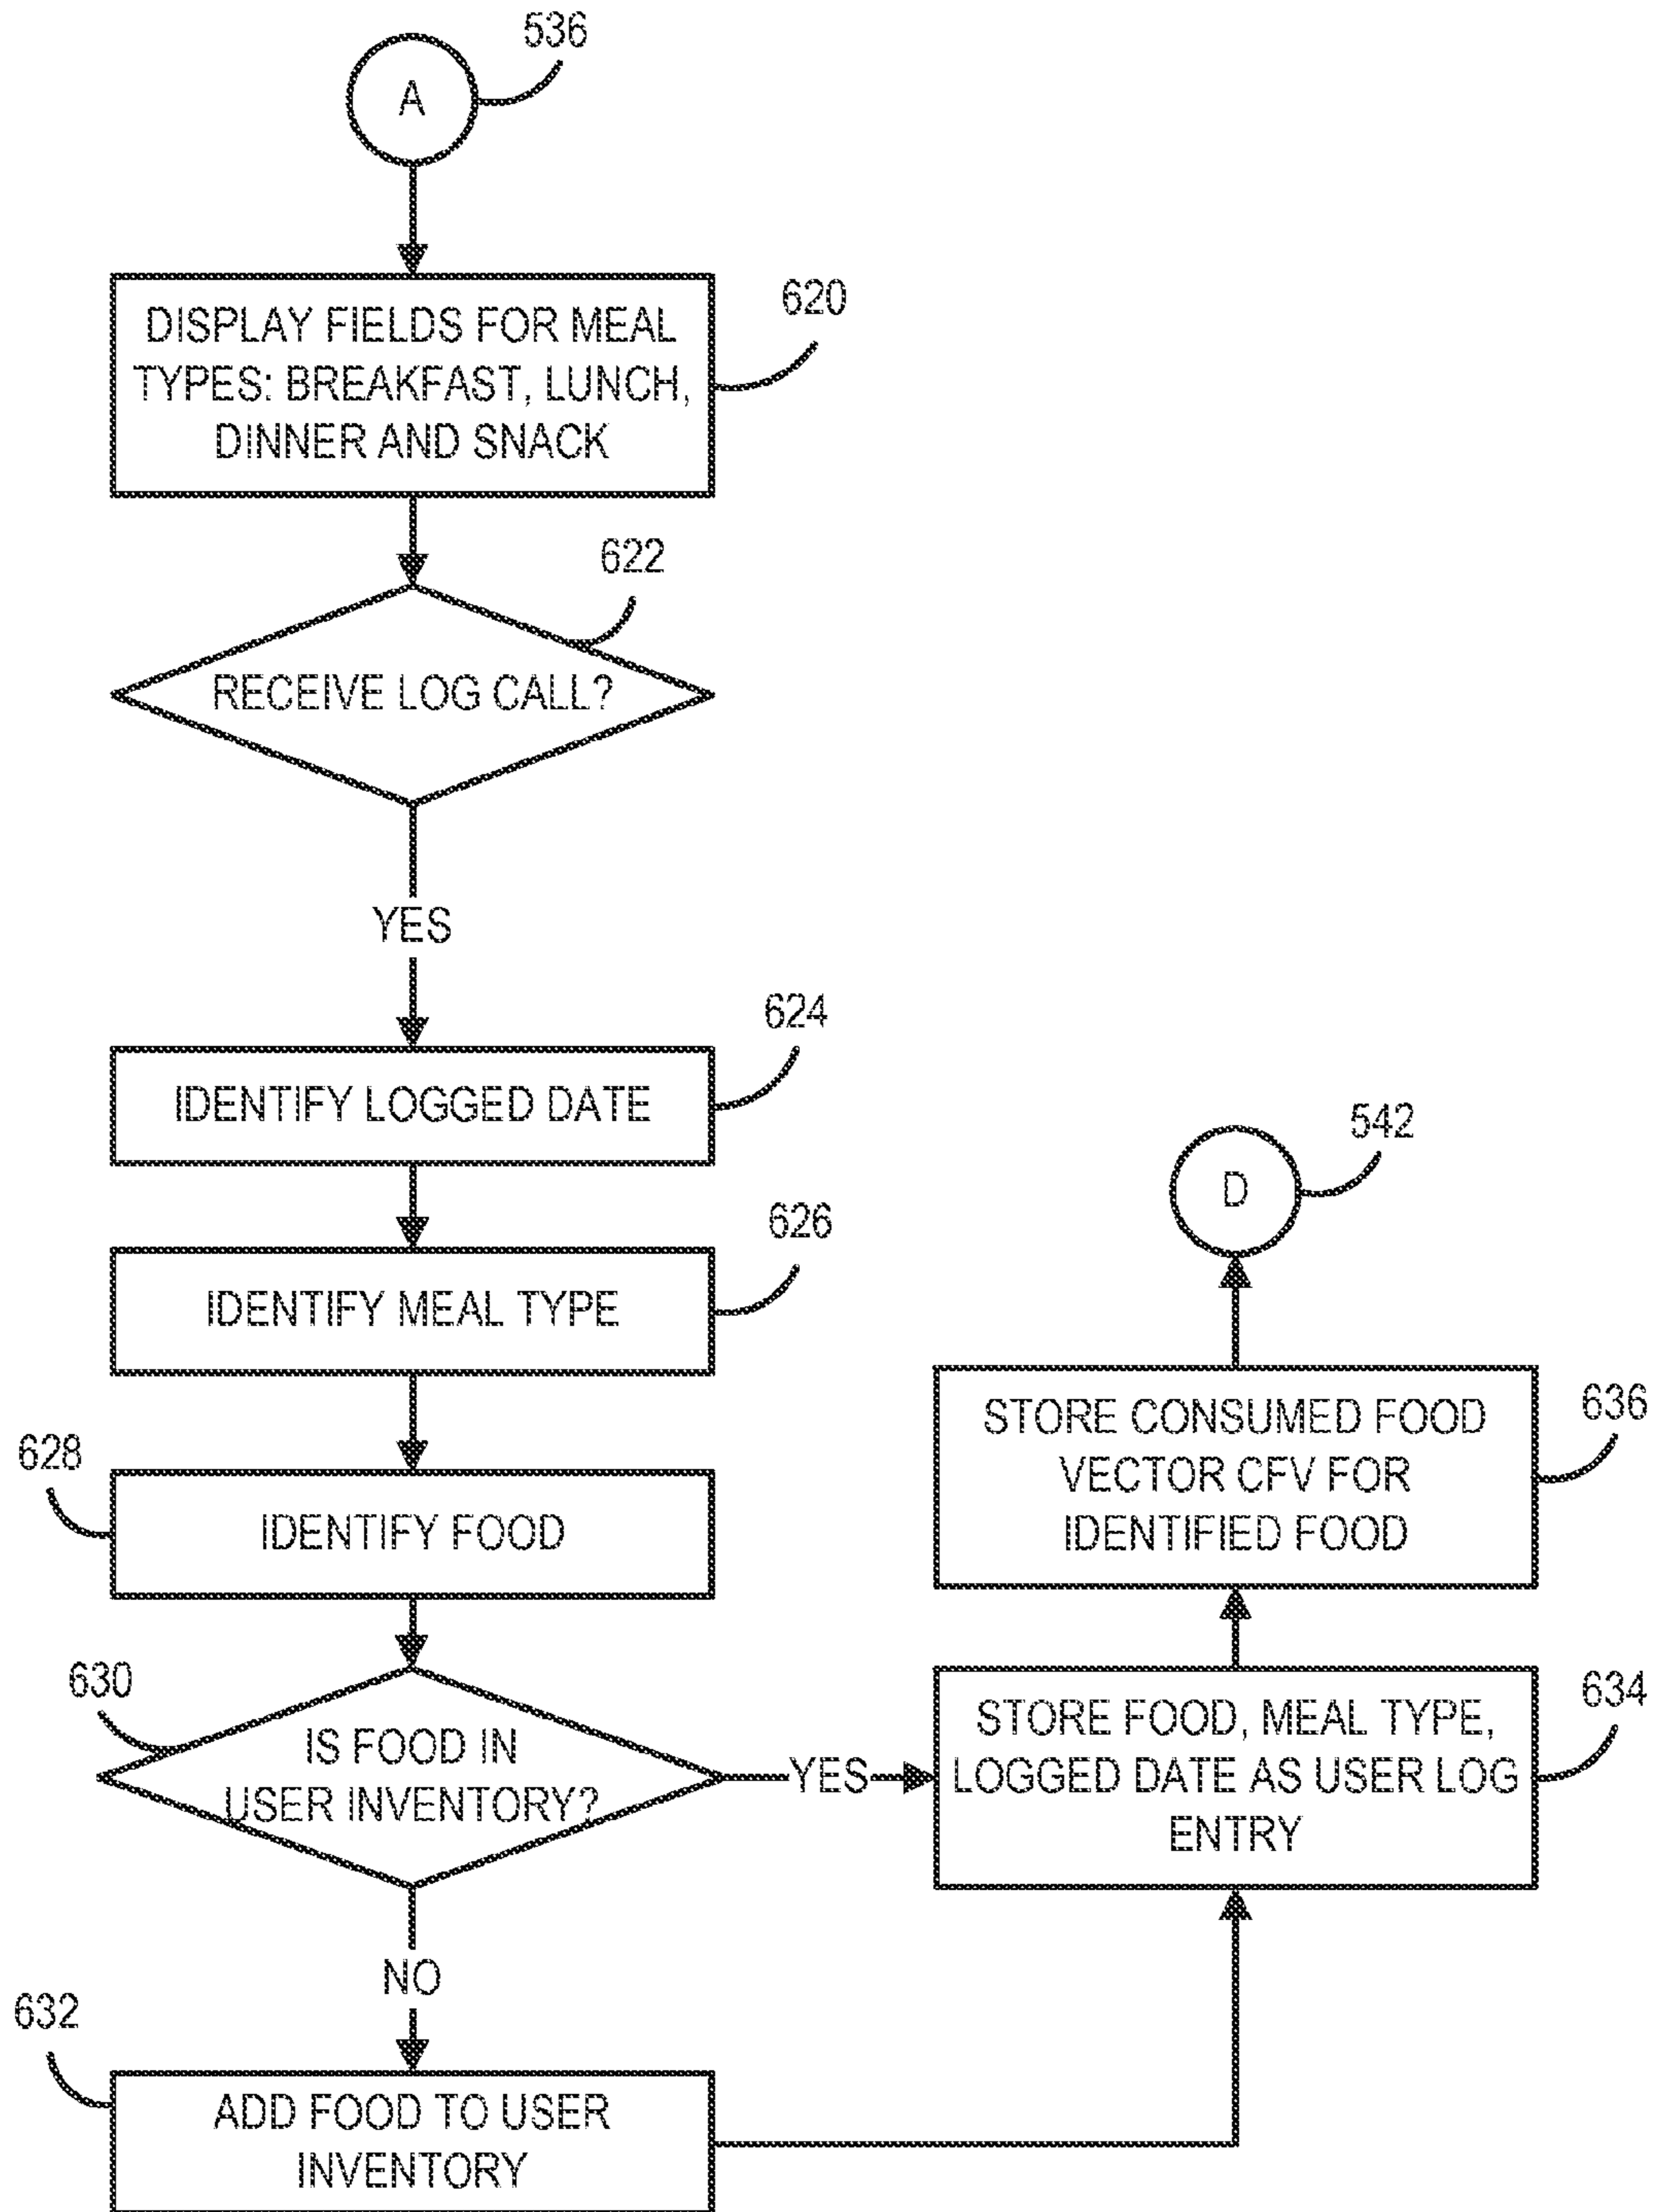 536
A
DISPLAY FIELDS FOR MEAL
TYPES: BREAKFAST, LUNCH,
DINNER AND SNACK
620
622
RECEIVE LOG CALL?
YES
624
IDENTIFY LOGGED DATE
626
IDENTIFY MEAL TYPE
628
IDENTIFY FOOD
630
IS FOOD IN
USER INVENTORY?
YES
NO
632
ADD FOOD TO USER
INVENTORY
STORE FOOD, MEAL TYPE,
LOGGED DATE AS USER LOG
ENTRY
634
STORE CONSUMED FOOD
VECTOR CFV FOR
IDENTIFIED FOOD
636
D
542